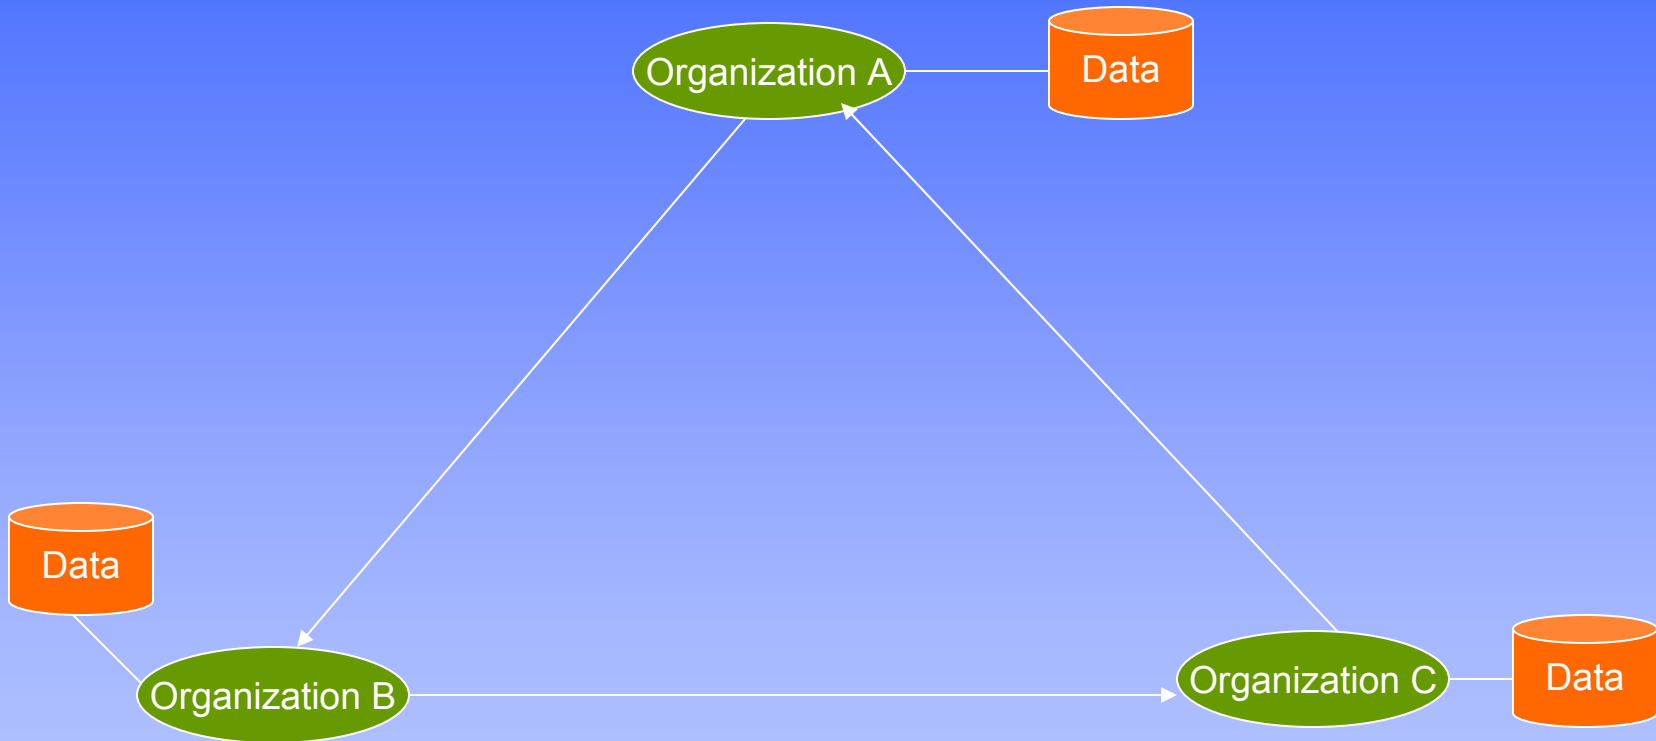 Organization A
Data
Data
Organization B
Organization C
Data